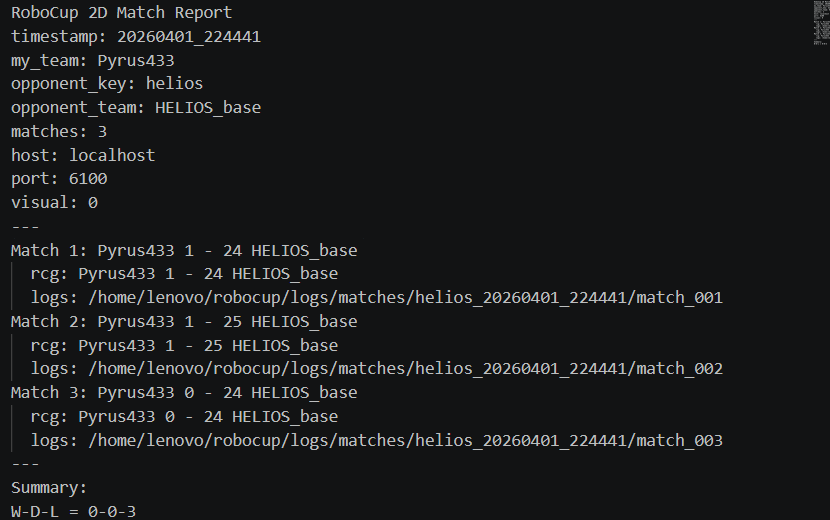 RoboCup 2D Match Report
timestamp: 20260401_224441
my_team: Pyrus433
opponent_key: helios
opponent_team: HELIOS_base
matches: 3
host: localhost
port: 6100
visual: 0
---
Match 1: Pyrus433 1 - 24 HELIOS_base
  rcg: Pyrus433 1 - 24 HELIOS_base
  logs: /home/lenovo/robocup/logs/matches/helios_20260401_224441/match_001
Match 2: Pyrus433 1 - 25 HELIOS_base
  rcg: Pyrus433 1 - 25 HELIOS_base
  logs: /home/lenovo/robocup/logs/matches/helios_20260401_224441/match_002
Match 3: Pyrus433 0 - 24 HELIOS_base
  rcg: Pyrus433 0 - 24 HELIOS_base
  logs: /home/lenovo/robocup/logs/matches/helios_20260401_224441/match_003
---
Summary:
W-D-L = 0-0-3